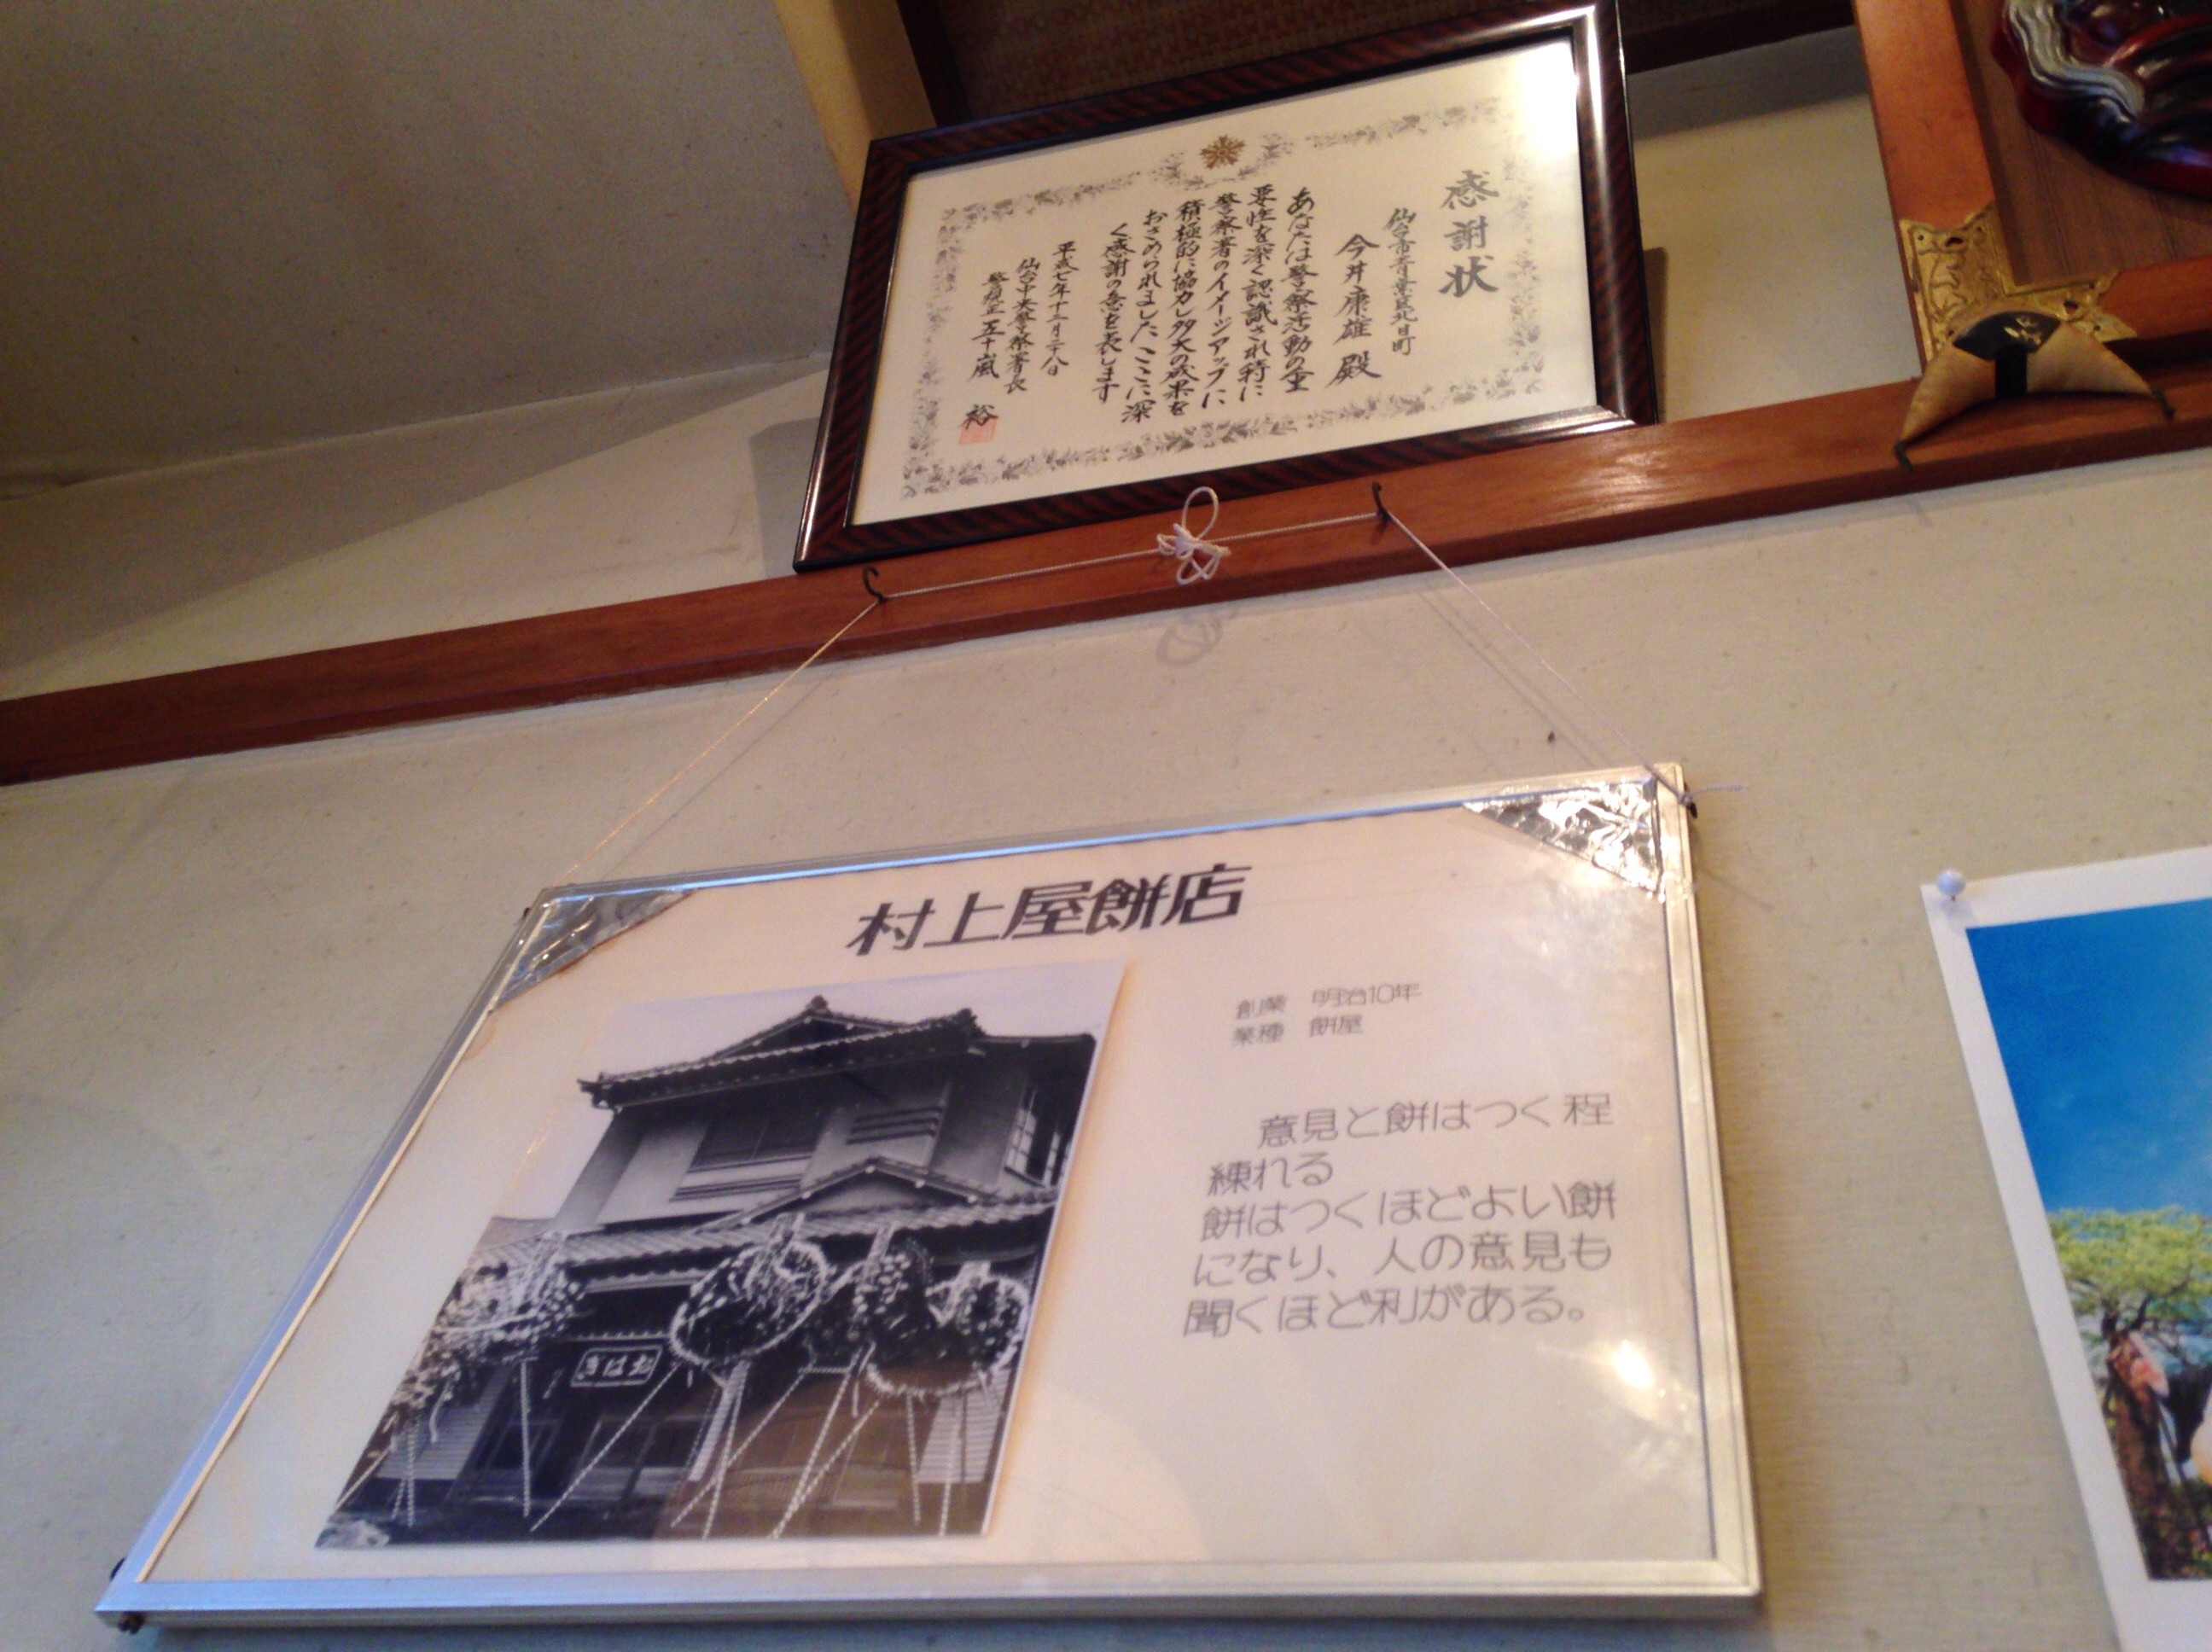 感謝状
仙台市青葉区北目町
今井康雄 殿
あなたは警察活動の重
要性を深く認識され特に
警察署のイメージアップに
積極的に協力し多大の成果を
おさめられました ここに深
く感謝の意を表します
平成七年十二月二十八日
仙台中央警察署長
警視正 五十嵐 裕
村上屋餅店
創業 明治10年
業種 餅屋
意見と餅はつく程
練れる
餅はつくほどよい餅
になり、人の意見も
聞くほど利がある。